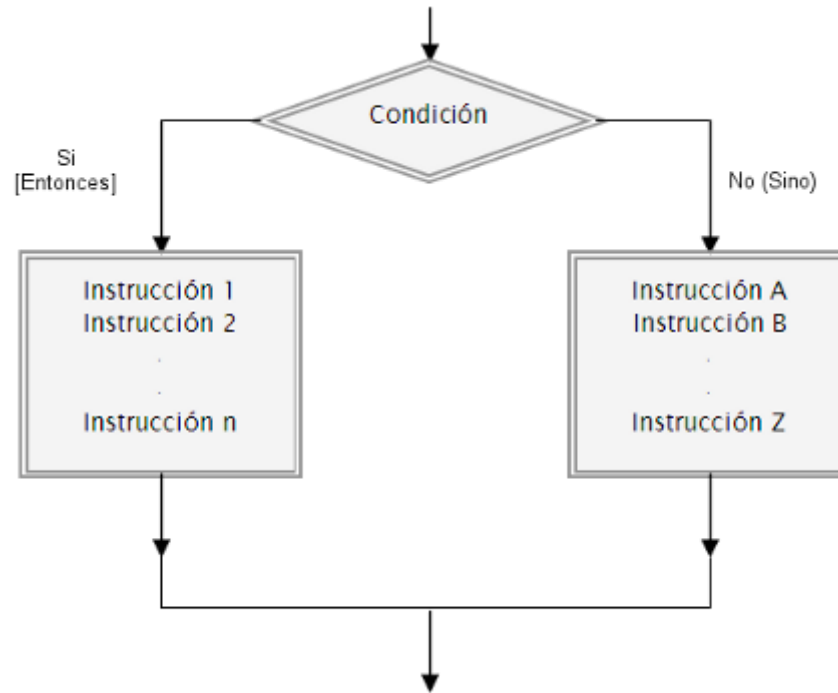 Condición
Si
[Entonces]
No (Sino)
Instrucción 1
Instrucción 2
.
.
Instrucción n
Instrucción A
Instrucción B
.
.
Instrucción Z